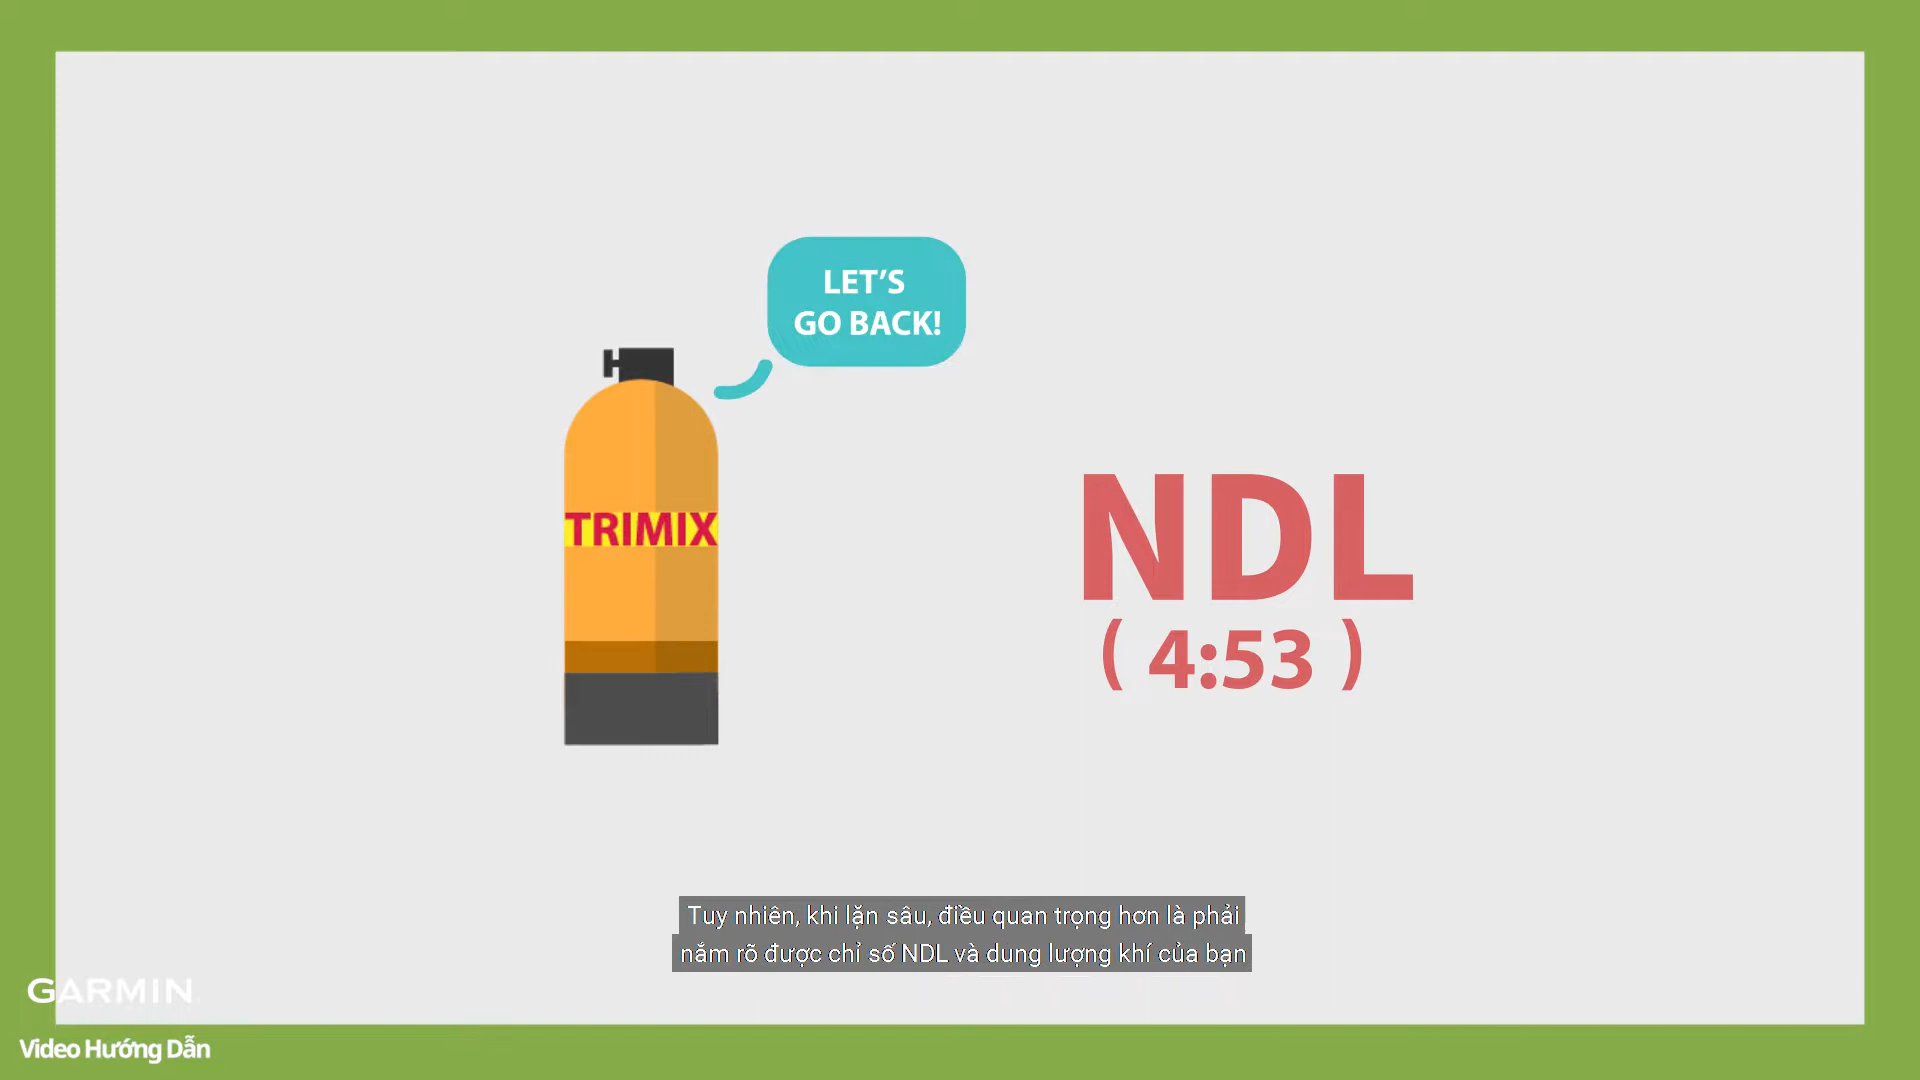 LET'S
GO BACK!
TRIMIX
NDL
( 4:53 )
Tuy nhiên, khi lặn sâu, điều quan trọng hơn là phải
nắm rõ được chỉ số NDL và dung lượng khí của bạn
GARMIN
Video Hướng Dẫn